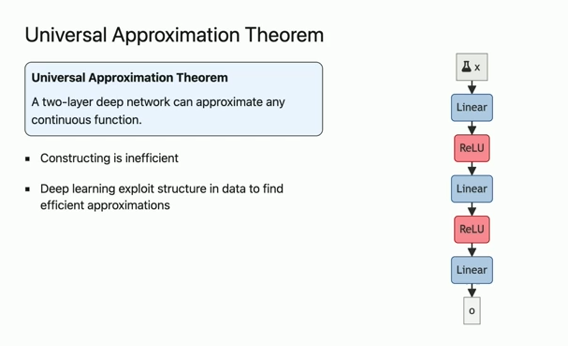 Universal Approximation Theorem
Universal Approximation Theorem
A two-layer deep network can approximate any
continuous function.
Constructing is inefficient
Deep learning exploit structure in data to find
efficient approximations
x
Linear
ReLU
Linear
ReLU
Linear
o